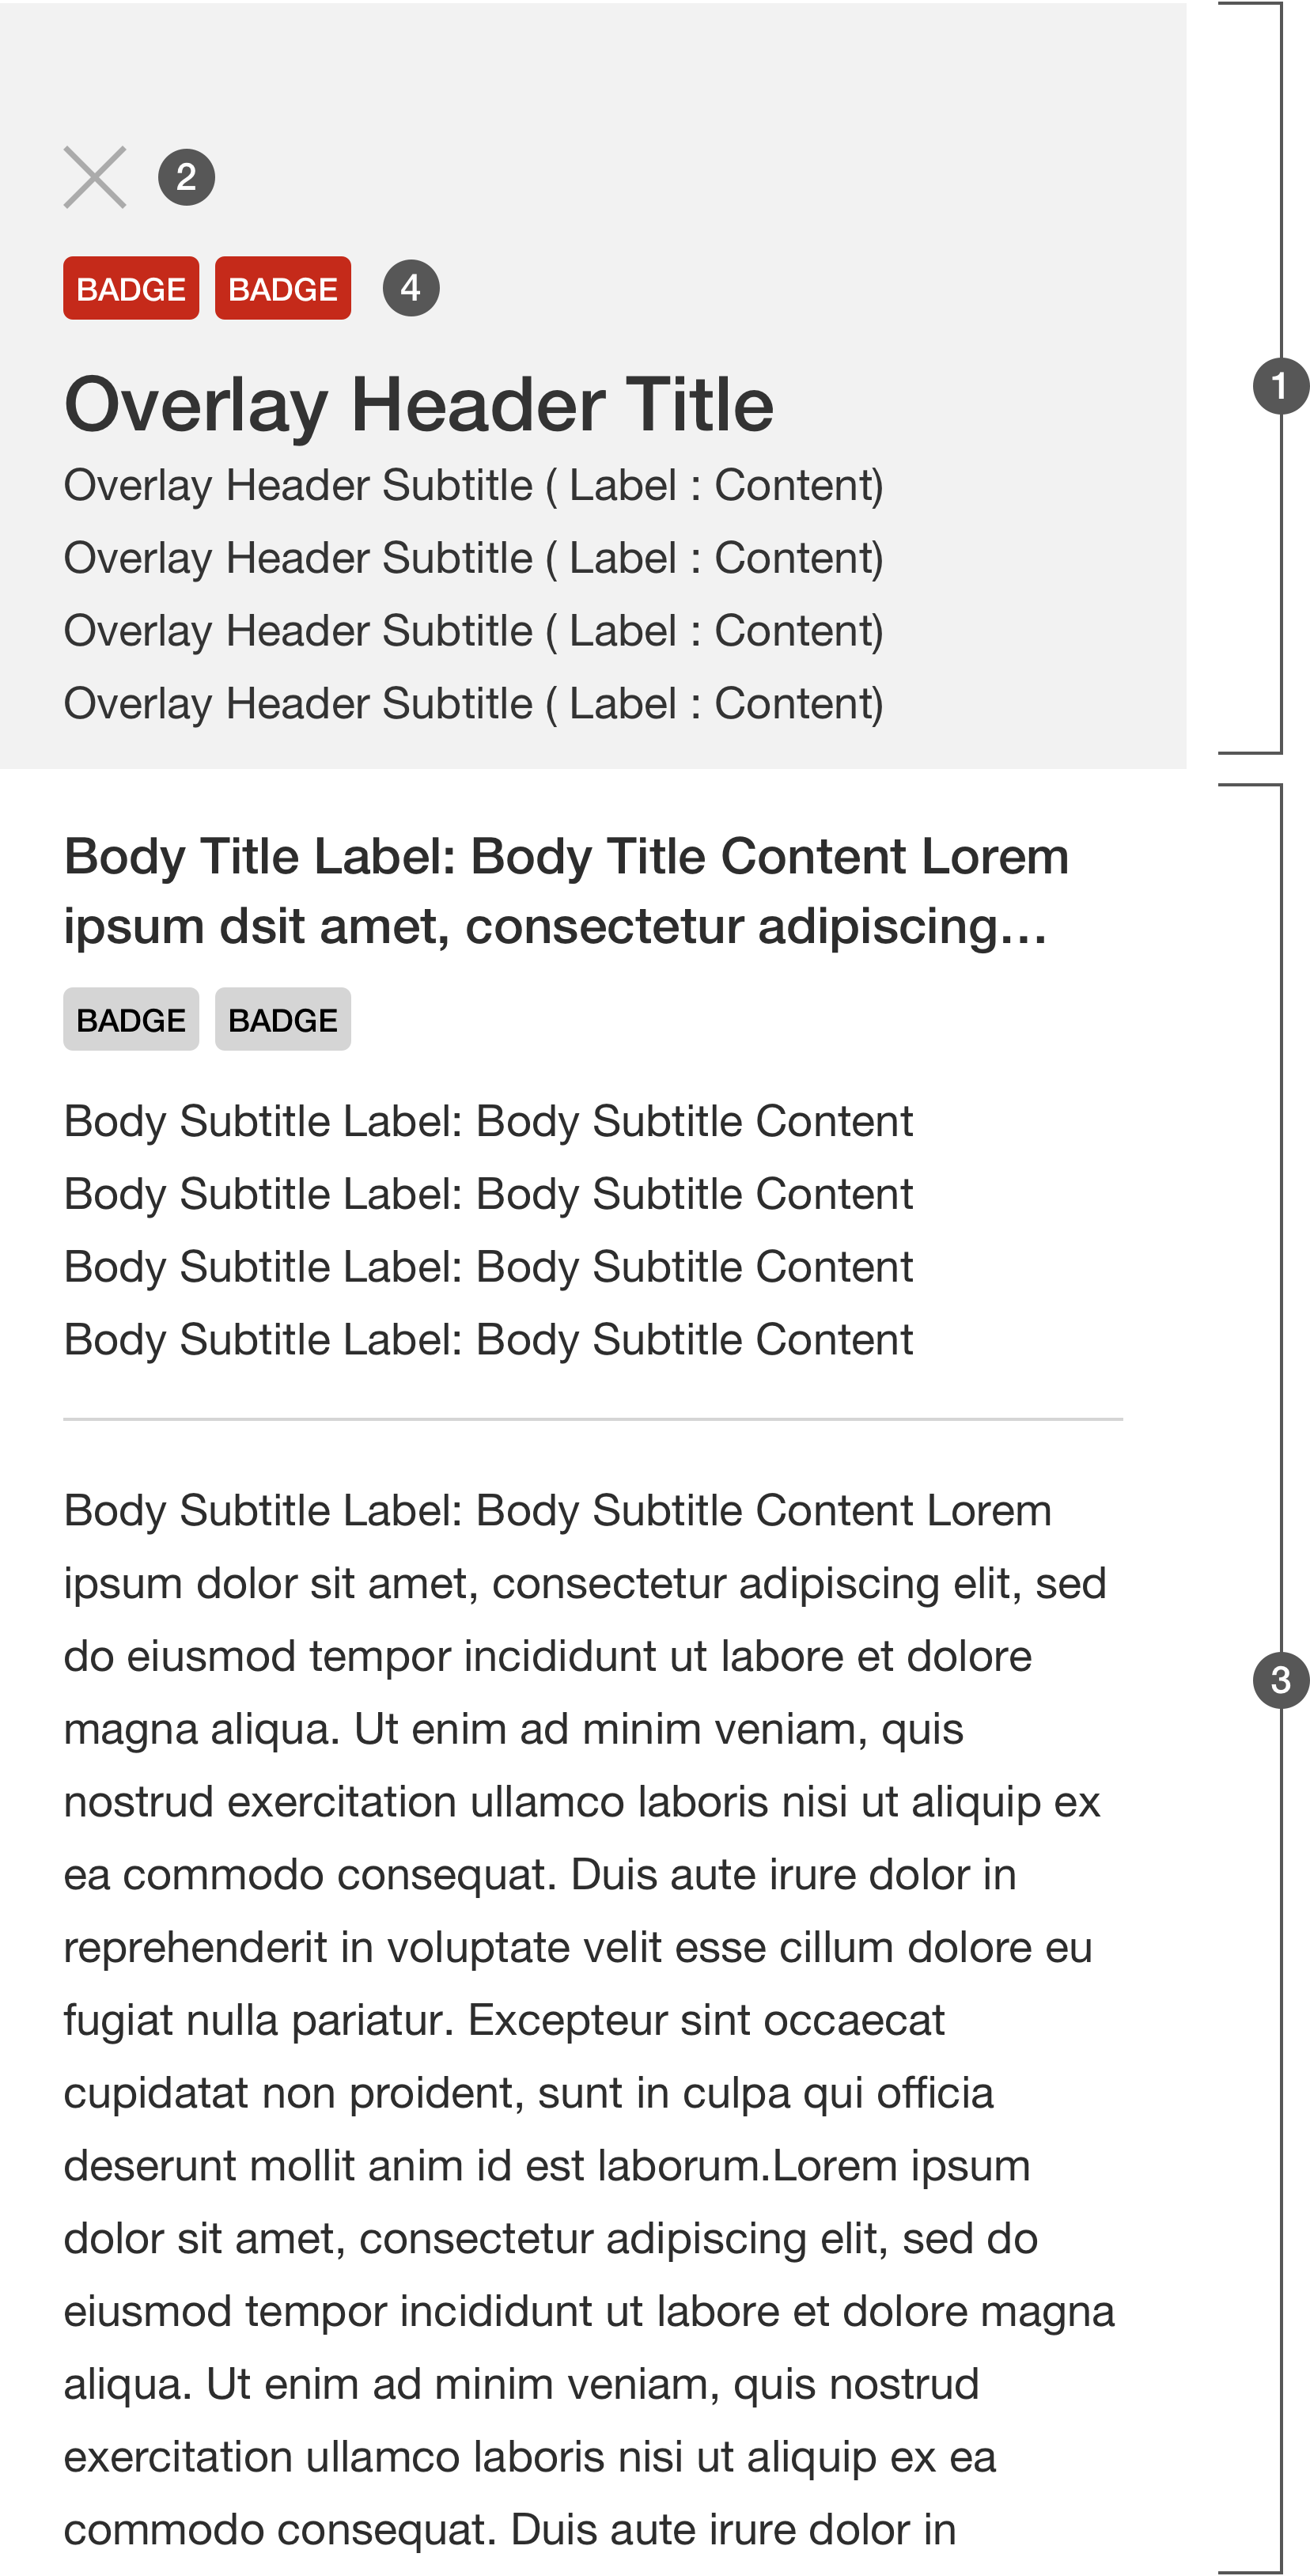 2
BADGE BADGE 4
Overlay Header Title
1
Overlay Header Subtitle ( Label : Content)
Overlay Header Subtitle ( Label : Content)
Overlay Header Subtitle ( Label : Content)
Overlay Header Subtitle ( Label : Content)
Body Title Label: Body Title Content Lorem
ipsum dsit amet, consectetur adipiscing...
BADGE BADGE
Body Subtitle Label: Body Subtitle Content
Body Subtitle Label: Body Subtitle Content
Body Subtitle Label: Body Subtitle Content
Body Subtitle Label: Body Subtitle Content
Body Subtitle Label: Body Subtitle Content Lorem
ipsum dolor sit amet, consectetur adipiscing elit, sed
do eiusmod tempor incididunt ut labore et dolore
3
magna aliqua. Ut enim ad minim veniam, quis
nostrud exercitation ullamco laboris nisi ut aliquip ex
ea commodo consequat. Duis aute irure dolor in
reprehenderit in voluptate velit esse cillum dolore eu
fugiat nulla pariatur. Excepteur sint occaecat
cupidatat non proident, sunt in culpa qui officia
deserunt mollit anim id est laborum.Lorem ipsum
dolor sit amet, consectetur adipiscing elit, sed do
eiusmod tempor incididunt ut labore et dolore magna
aliqua. Ut enim ad minim veniam, quis nostrud
exercitation ullamco laboris nisi ut aliquip ex ea
commodo consequat. Duis aute irure dolor in